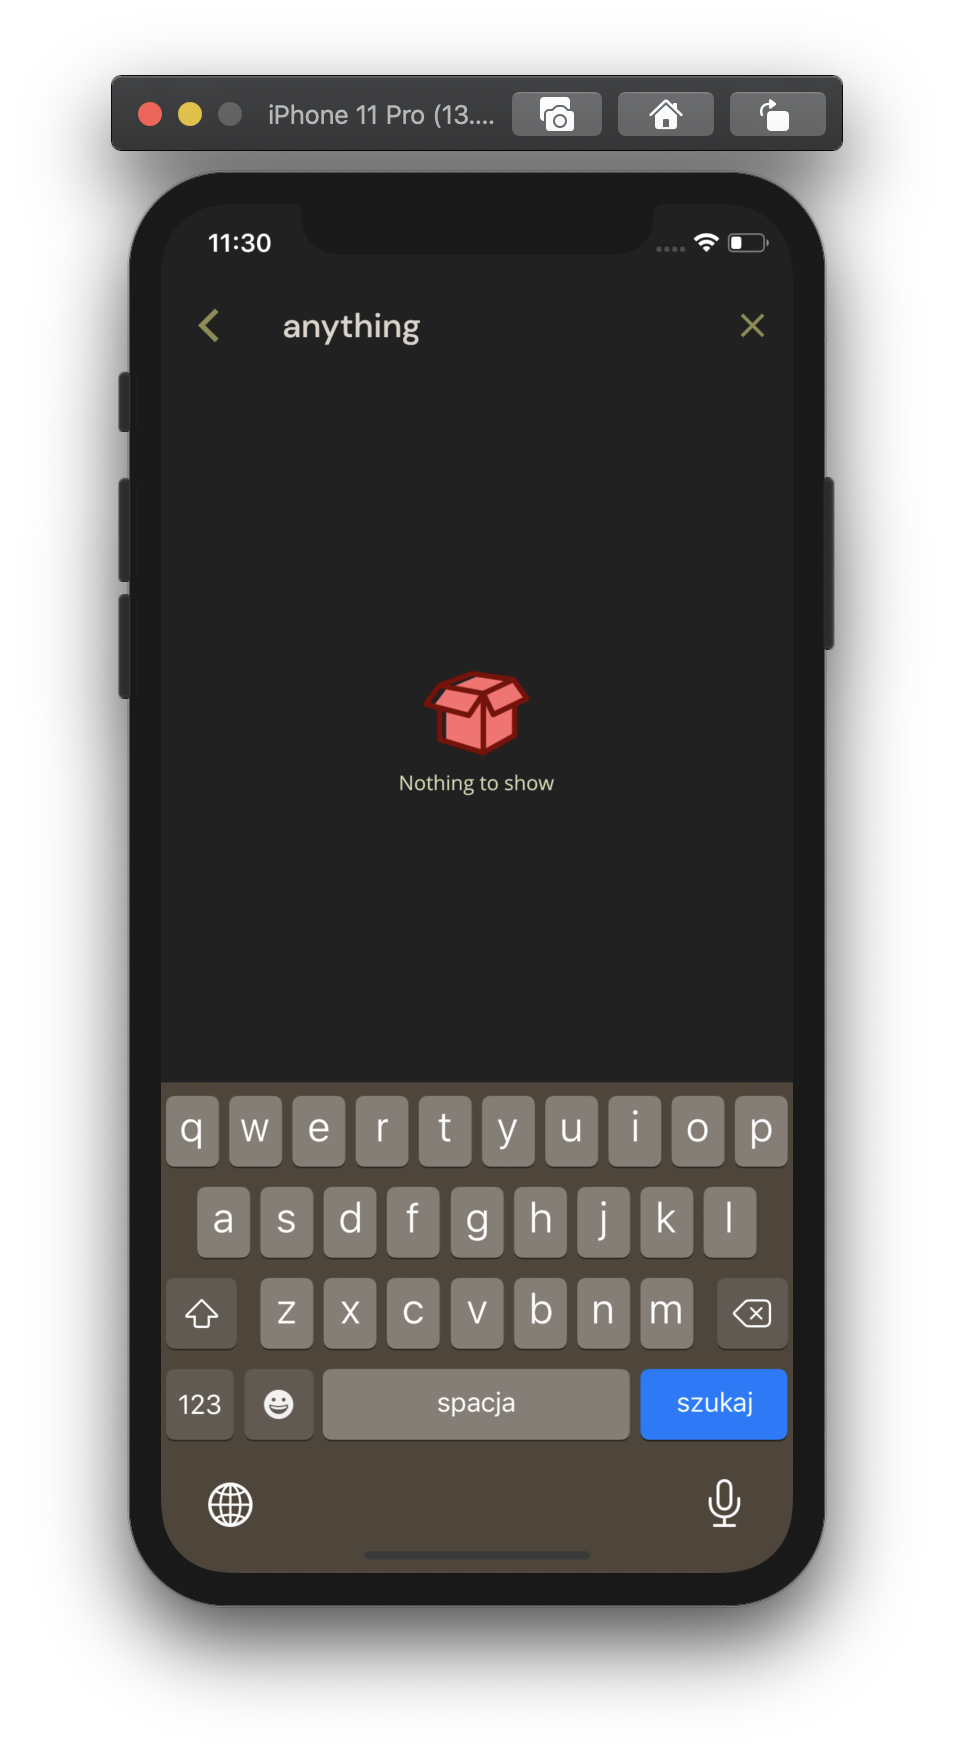 iPhone 11 Pro (13....
11:30
anything
Nothing to show
q w e r t y u i o p
a s d f g h j k l
z x c v b n m
123 spacja szukaj